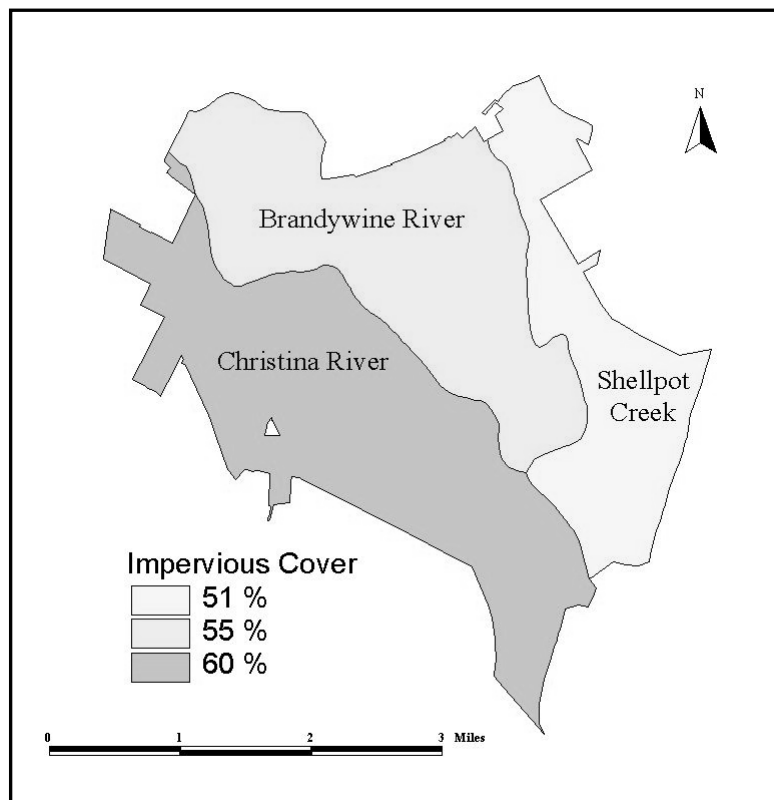 N
Brandywine River
Christina River
Shellpot
Creek
Impervious Cover
51 %
55 %
60 %
0 1 2 3 Miles